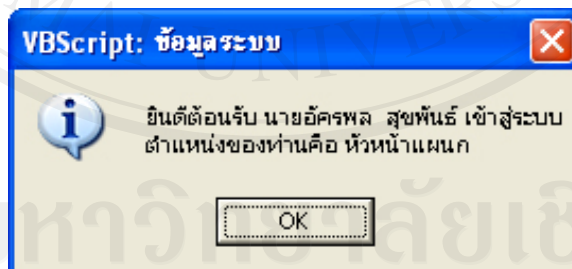 VBScript: ข้อมูลระบบ
ยินดีต้อนรับ นายอัครพล สุขพันธ์ เข้าสู่ระบบ
ตำแหน่งของท่านคือ หัวหน้าแผนก
OK